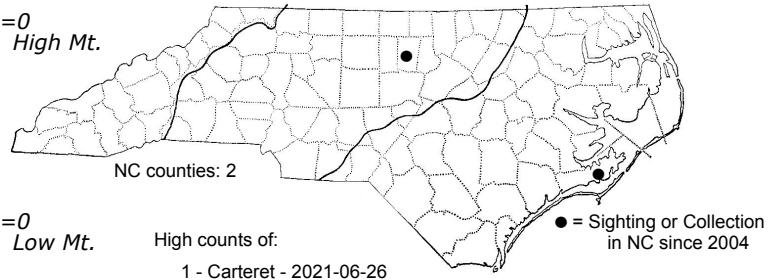 =0
High Mt.
NC counties: 2
=0
Low Mt.
High counts of:
1 - Carteret - 2021-06-26
● = Sighting or Collection
in NC since 2004